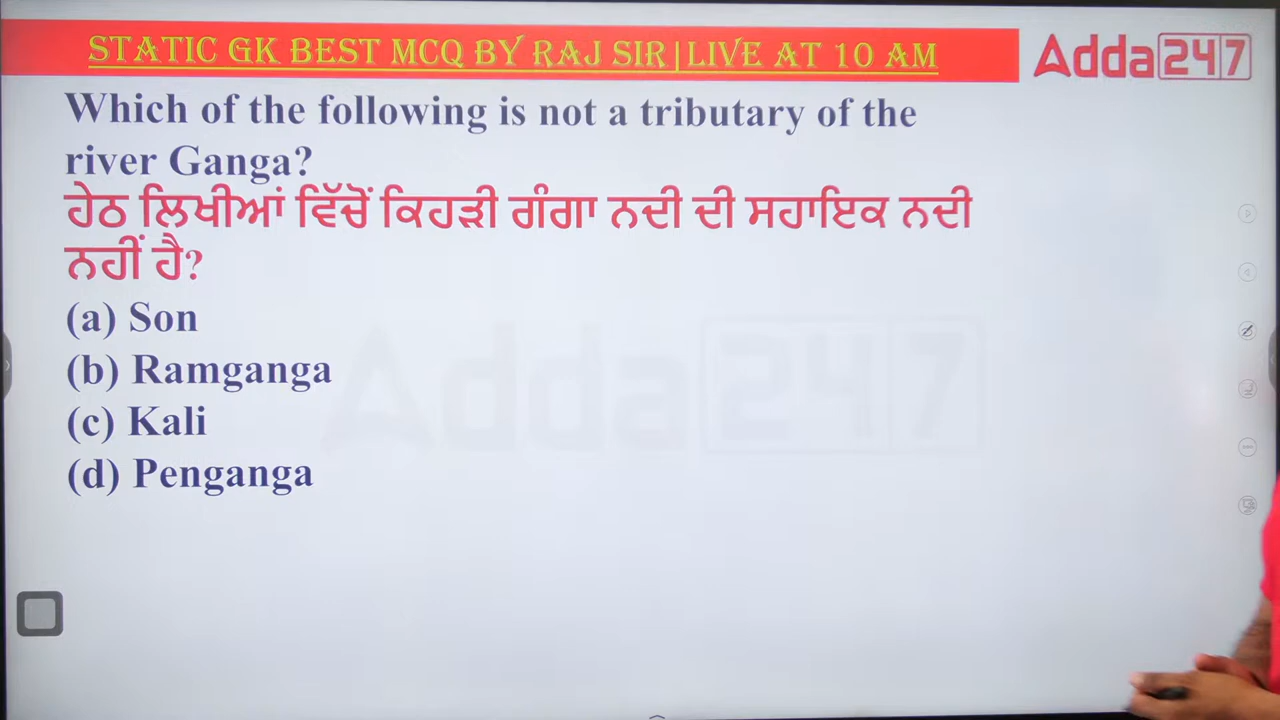 STATIC GK BEST MCQ BY RAJ SIR|LIVE AT 10 AM
Adda247
Which of the following is not a tributary of the
river Ganga?
ਹੇਠ ਲਿਖੀਆਂ ਵਿੱਚੋਂ ਕਿਹੜੀ ਗੰਗਾ ਨਦੀ ਦੀ ਸਹਾਇਕ ਨਦੀ
ਨਹੀਂ ਹੈ?
(a) Son
(b) Ramganga
(c) Kali
(d) Penganga
Adda247